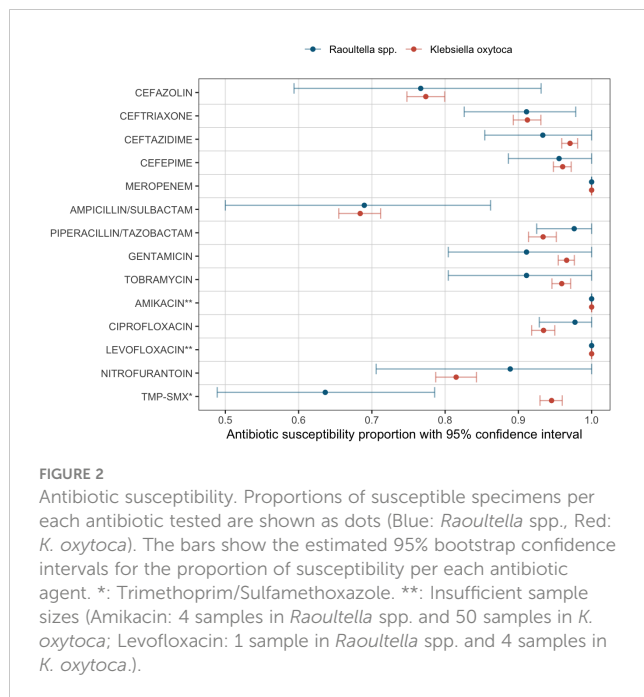 Raoultella spp. Klebsiella oxytoca
CEFAZOLIN
CEFTRIAXONE
CEFTAZIDIME
CEFEPIME
MEROPENEM
AMPICILLIN/SULBACTAM
PIPERACILLIN/TAZOBACTAM
GENTAMICIN
TOBRAMYCIN
AMIKACIN**
CIPROFLOXACIN
LEVOFLOXACIN**
NITROFURANTOIN
TMP-SMX*
0.5 0.6 0.7 0.8 0.9 1.0
Antibiotic susceptibility proportion with 95% confidence interval
FIGURE 2
Antibiotic susceptibility. Proportions of susceptible specimens per
each antibiotic tested are shown as dots (Blue: Raoultella spp., Red:
K. oxytoca). The bars show the estimated 95% bootstrap confidence
intervals for the proportion of susceptibility per each antibiotic
agent. *: Trimethoprim/Sulfamethoxazole. **: Insufficient sample
sizes (Amikacin: 4 samples in Raoultella spp. and 50 samples in K.
oxytoca; Levofloxacin: 1 sample in Raoultella spp. and 4 samples in
K. oxytoca.).